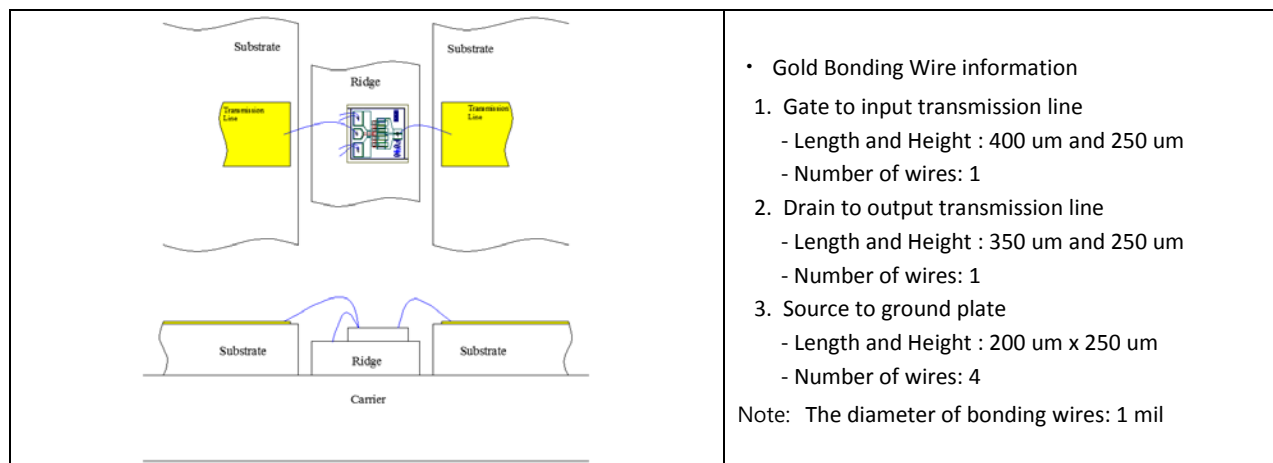 Substrate
Substrate
Ridge
Transmission
Line
Transmission
Line
Substrate
Ridge
Substrate
Carrier
・ Gold Bonding Wire information
1. Gate to input transmission line
- Length and Height : 400 um and 250 um
- Number of wires: 1
2. Drain to output transmission line
- Length and Height : 350 um and 250 um
- Number of wires: 1
3. Source to ground plate
- Length and Height : 200 um x 250 um
- Number of wires: 4
Note: The diameter of bonding wires: 1 mil